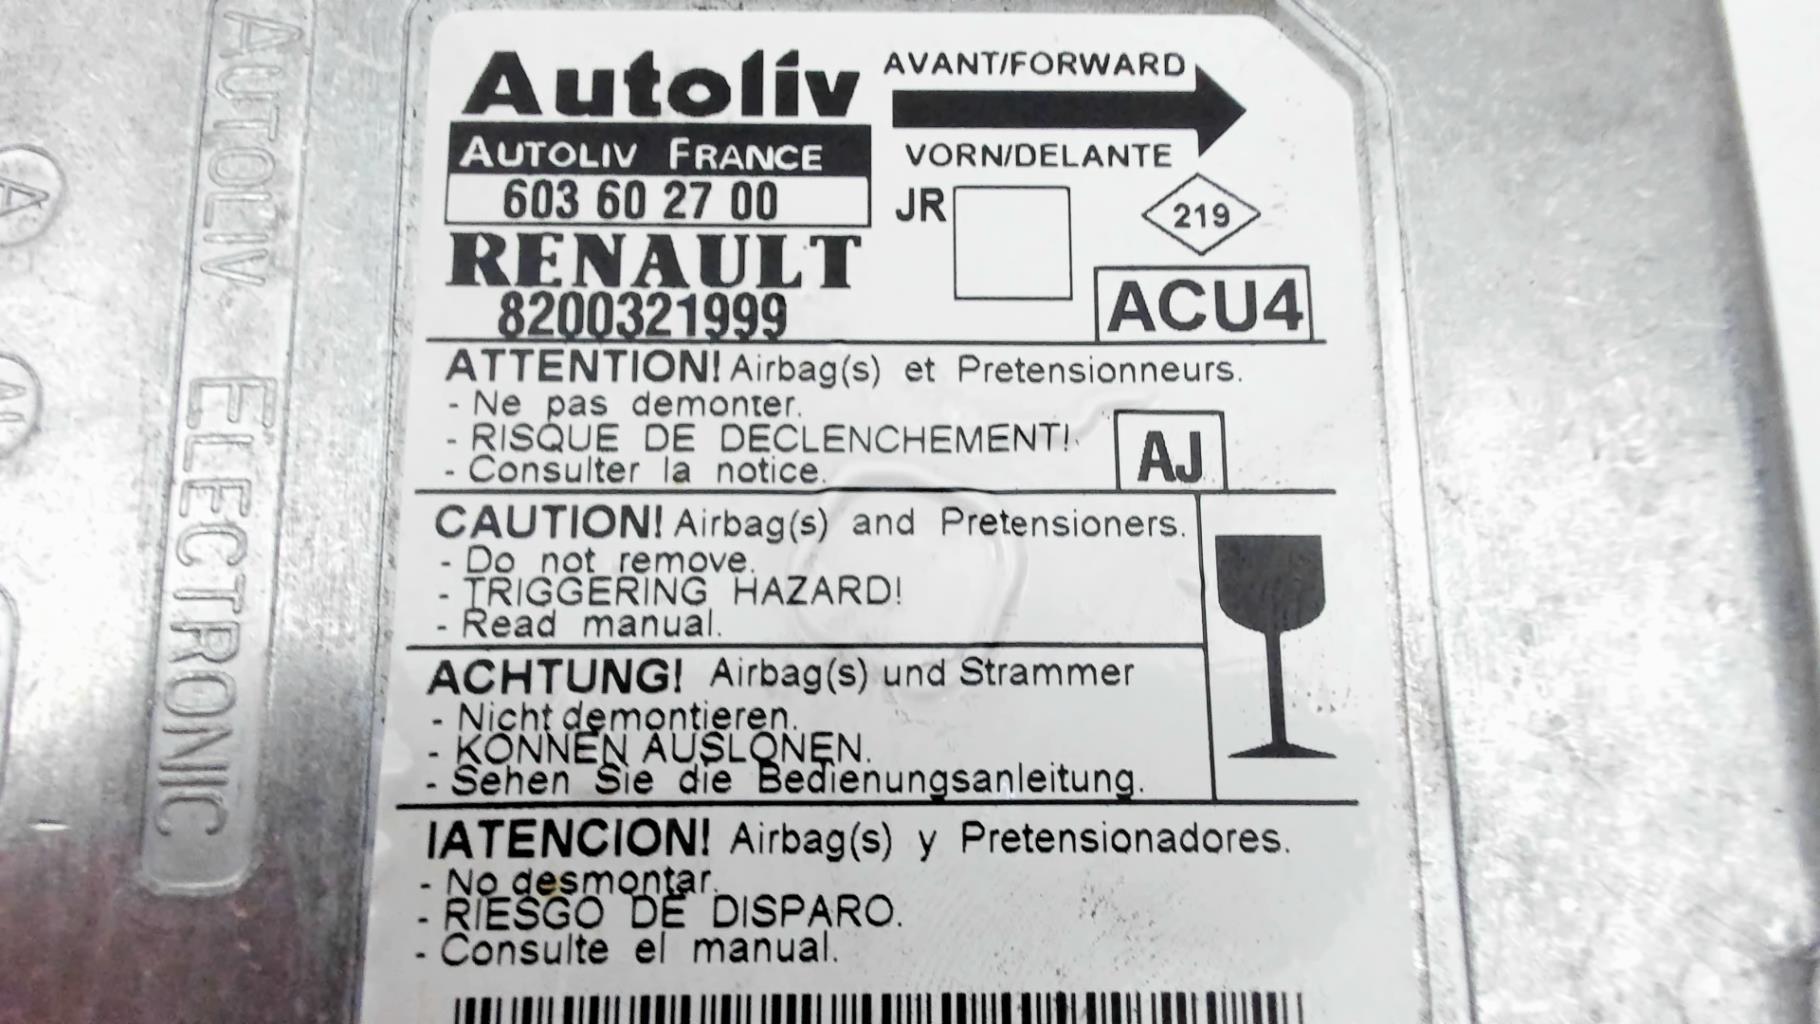 Autoliv
AUTOLIV FRANCE
603 60 27 00
RENAULT
8200321999
AVANT/FORWARD
VORN/DELANTE
JR
219
ACU4
ATTENTION! Airbag(s) et Pretensionneurs.
- Ne pas demonter.
- RISQUE DE DECLENCHEMENT!
- Consulter la notice.
AJ
CAUTION! Airbag(s) and Pretensioners.
- Do not remove.
- TRIGGERING HAZARD!
- Read manual.
ACHTUNG! Airbag(s) und Strammer
- Nicht demontieren.
- KONNEN AUSLONEN.
- Sehen Sie die Bedienungsanleitung.
IATENCION! Airbag(s) y Pretensionadores.
- No desmontar.
- RIESGO DE DISPARO.
- Consulte el manual.
AUTOLIV ELECTRONIC
A